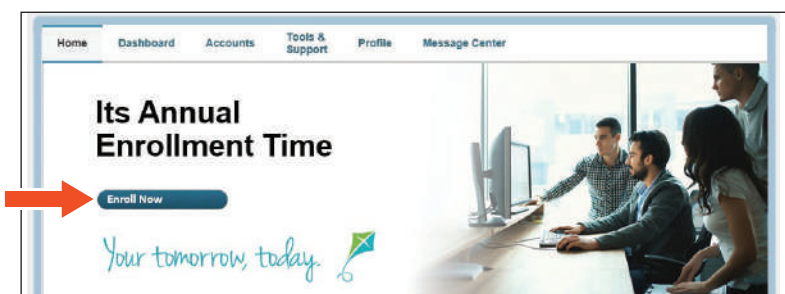 Home Dashboard Accounts Tools & Support Profile Message Center
Its Annual
Enrollment Time
Enroll Now
Your tomorrow, today.